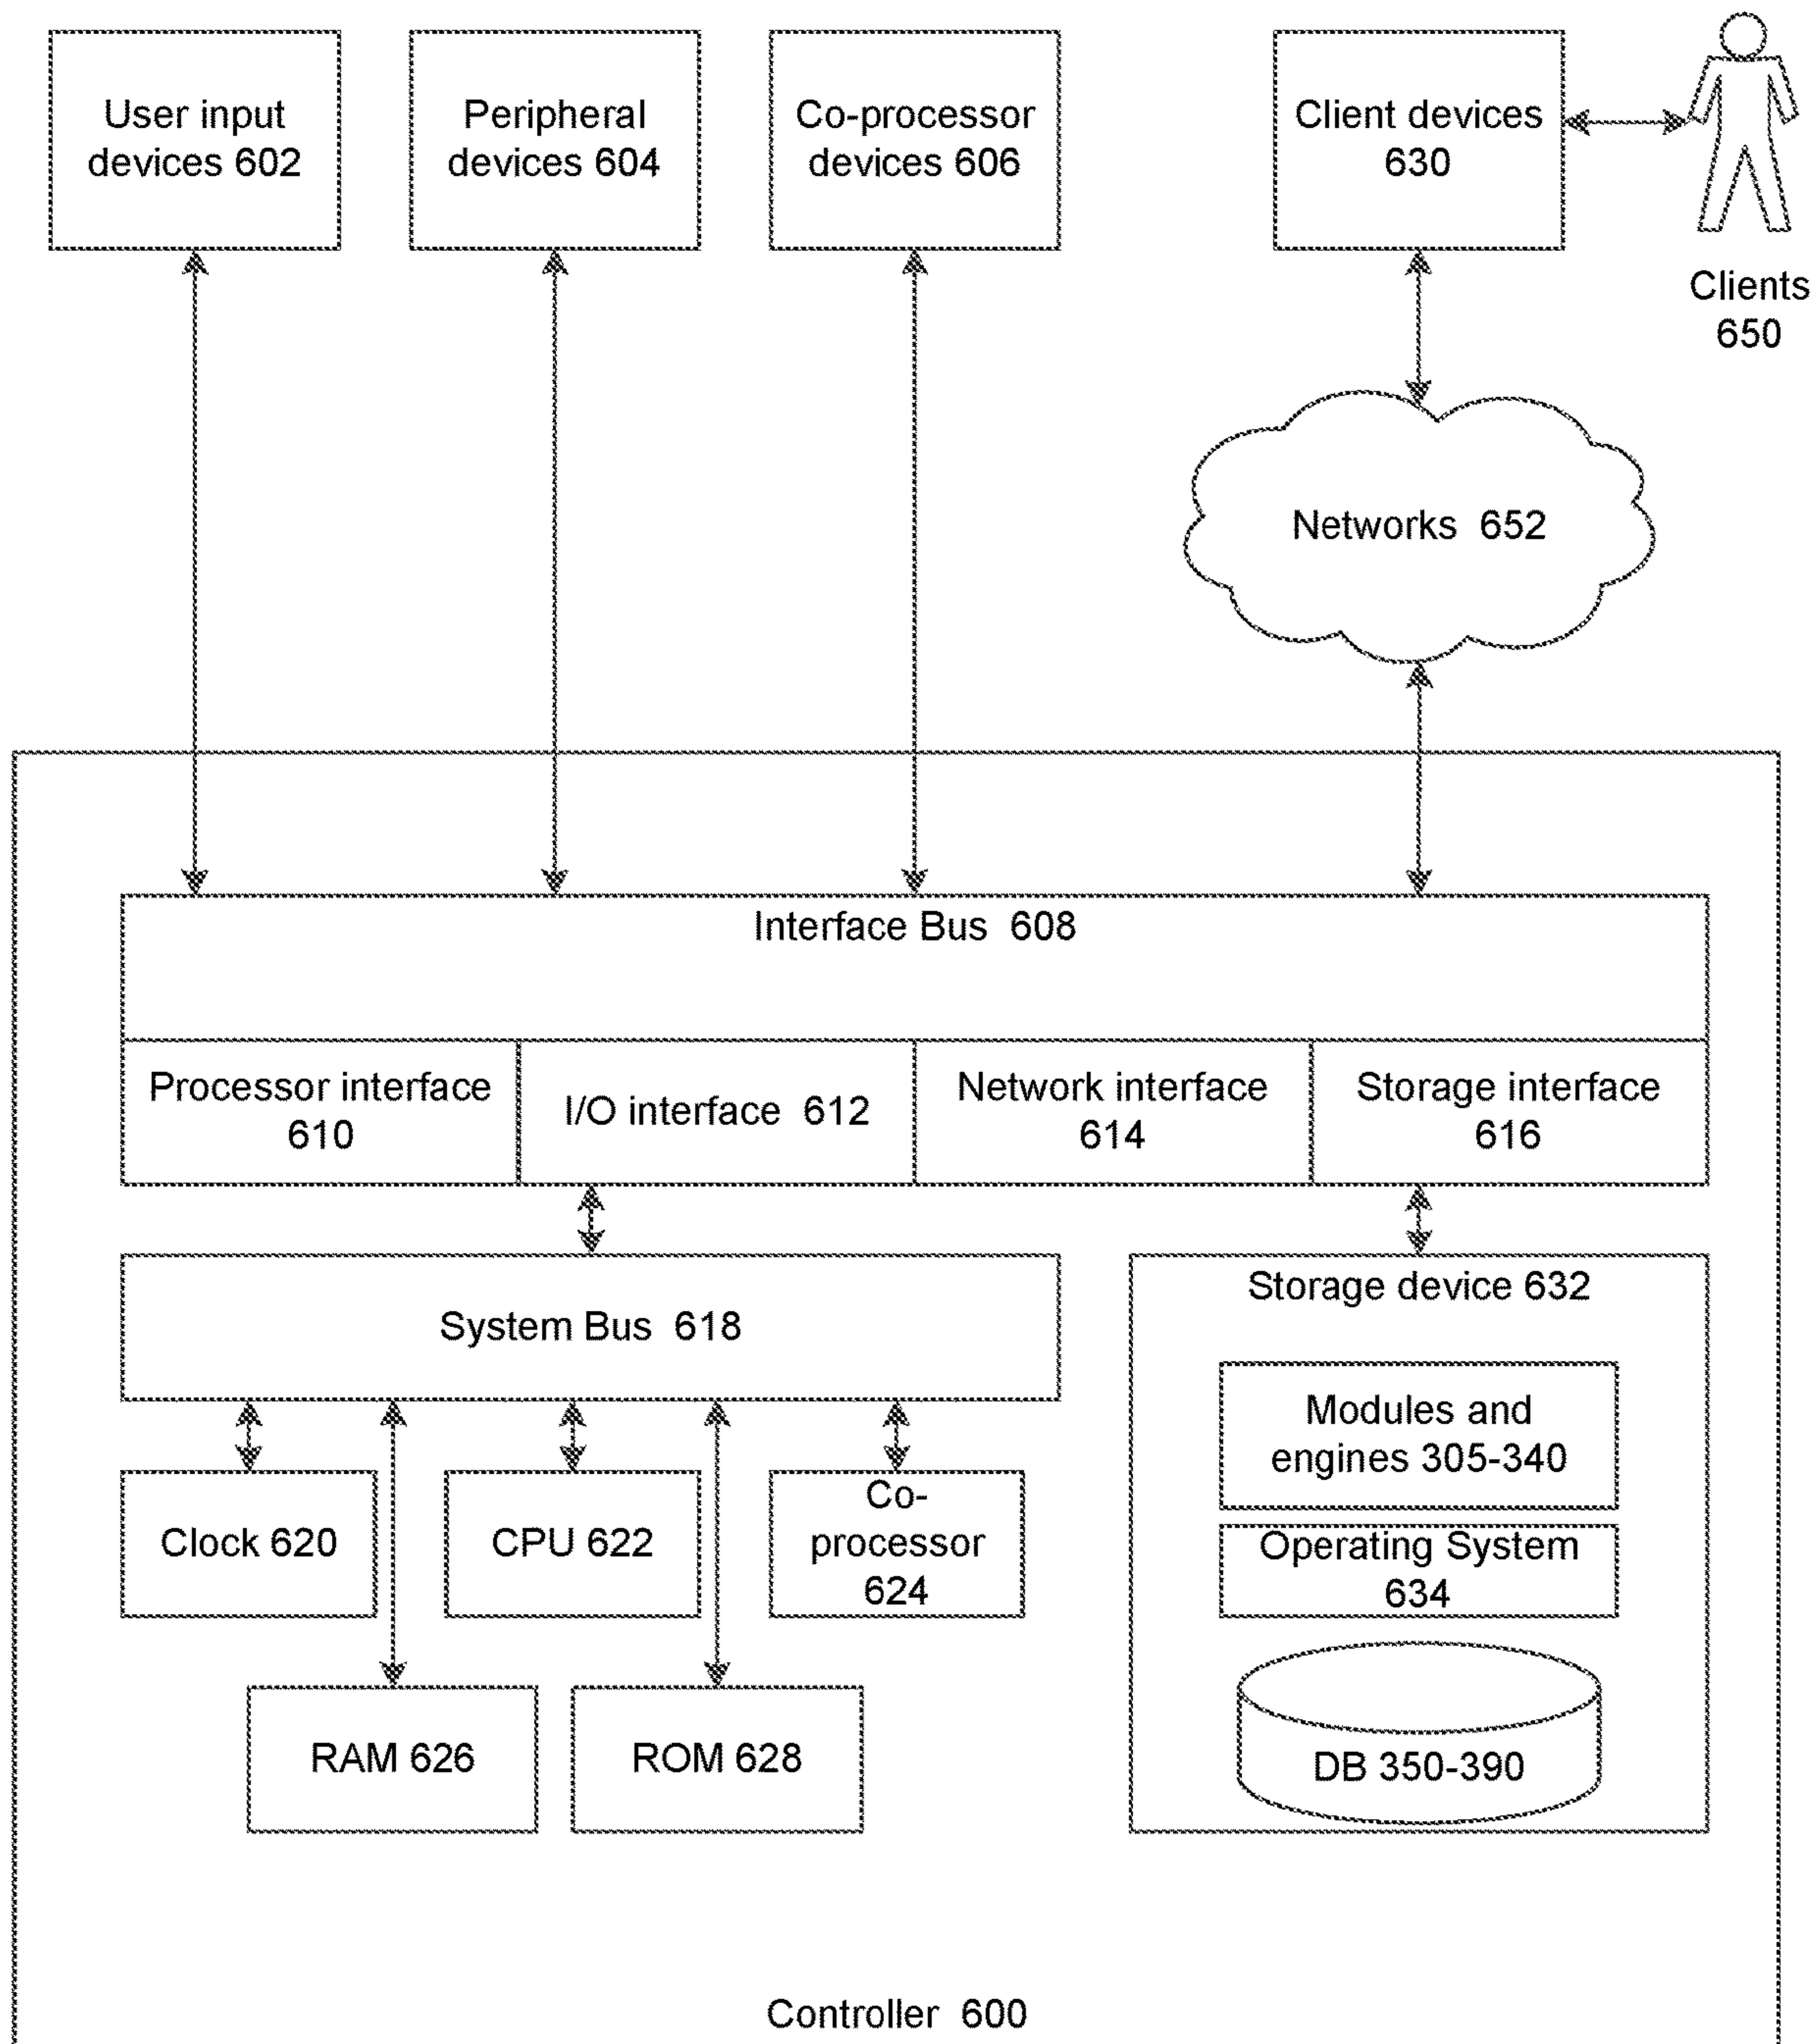 User input
devices 602
Peripheral
devices 604
Co-processor
devices 606
Client devices
630
Clients
650
Networks 652
Interface Bus 608
Processor interface
610
I/O interface 612
Network interface
614
Storage interface
616
System Bus 618
Storage device 632
Modules and
engines 305-340
Operating System
634
DB 350-390
Clock 620
CPU 622
Co-
processor
624
RAM 626
ROM 628
Controller 600